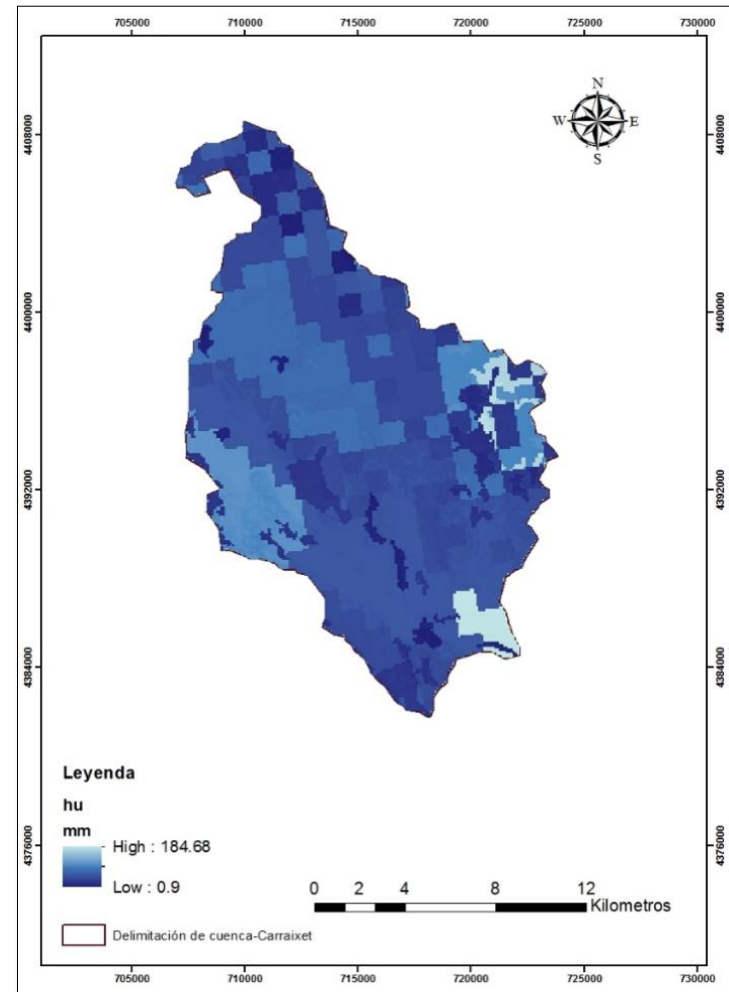 705000 710000 715000 720000 725000 730000
N
W E
S
4408000 4408000
4400000 4400000
4392000 4392000
4384000 4384000
4376000 4376000
Leyenda
hu
mm
High : 184.68
Low : 0.9
0 2 4 8 12
Kilometros
Delimitación de cuenca-Carraixet
705000 710000 715000 720000 725000 730000